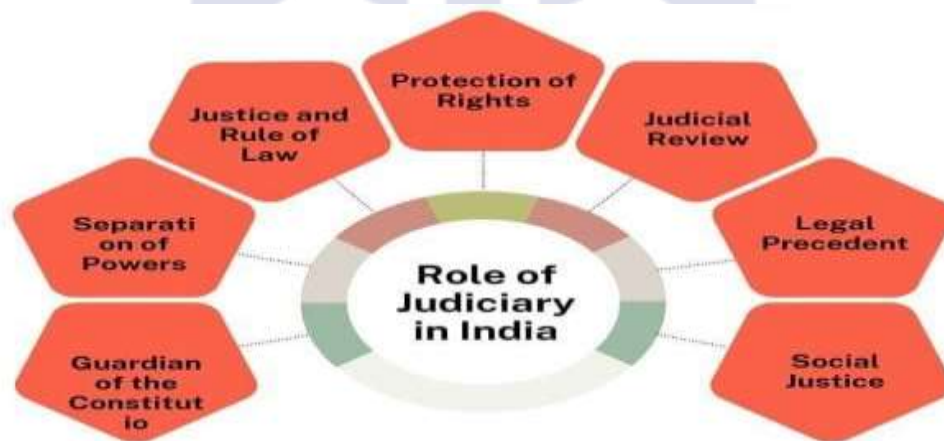 Protection of
Rights
Justice and
Rule of
Law
Judicial
Review
Separati
on of
Powers
Legal
Precedent
Role of
Judiciary
in India
Guardian
of the
Constitut
io
Social
Justice